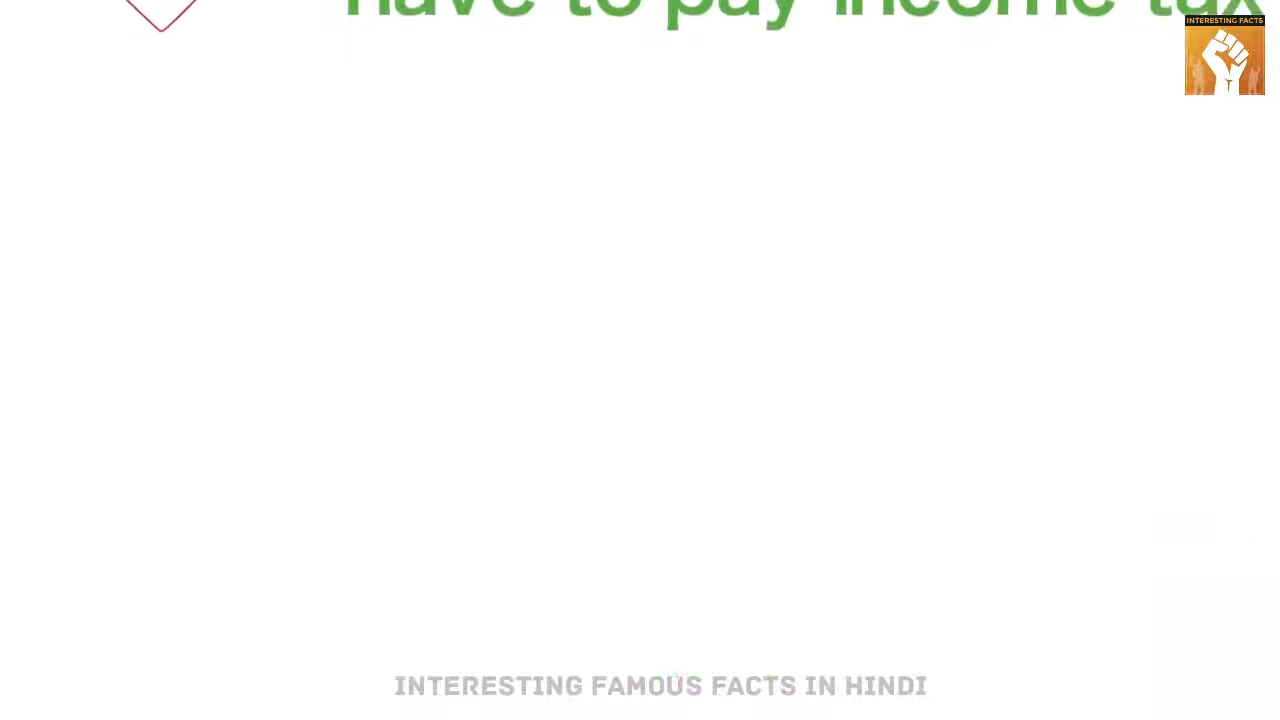 have to pay income tax
INTERESTING FACTS
INTERESTING FAMOUS FACTS IN HINDI